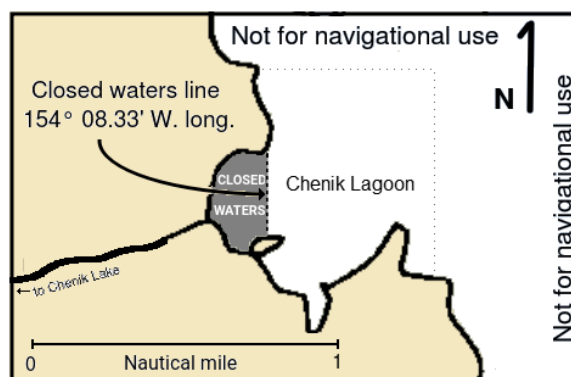 Not for navigational use
N
Closed waters line
154° 08.33' W. long.
CLOSED
WATERS
Chenik Lagoon
← to Chenik Lake
0
Nautical mile
1
Not for navigational use